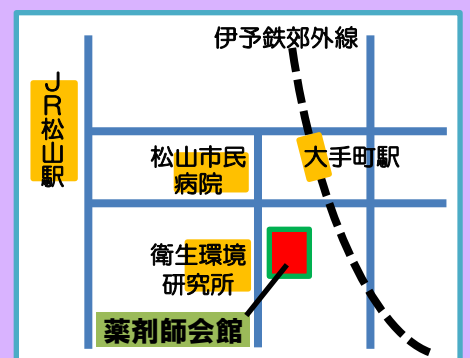 伊予鉄郊外線
JR松山駅
松山市民
病院
大手町駅
衛生環境
研究所
薬剤師会館